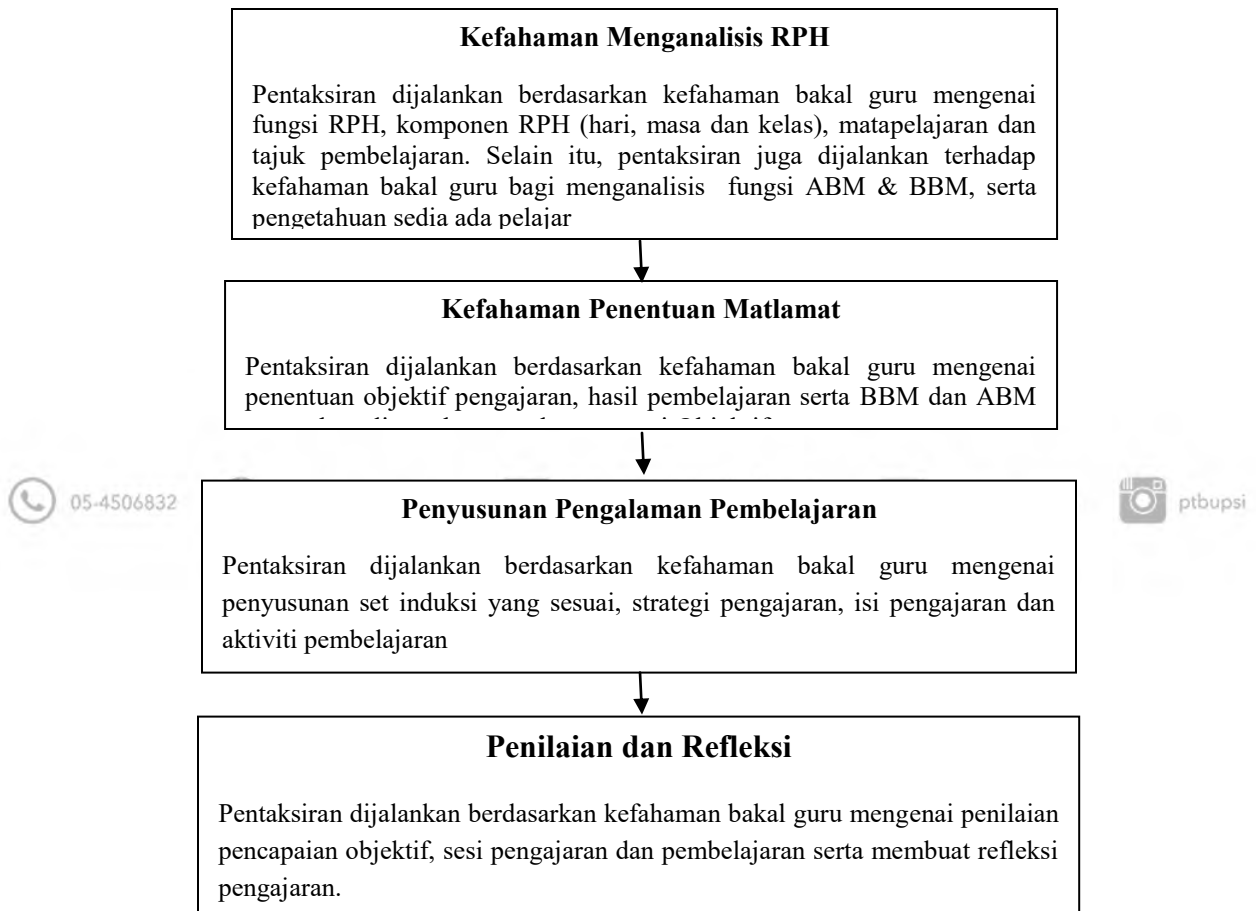 Kefahaman Menganalisis RPH
Pentaksiran dijalankan berdasarkan kefahaman bakal guru mengenai
fungsi RPH, komponen RPH (hari, masa dan kelas), matapelajaran dan
tajuk pembelajaran. Selain itu, pentaksiran juga dijalankan terhadap
kefahaman bakal guru bagi menganalisis fungsi ABM & BBM, serta
pengetahuan sedia ada pelajar
Kefahaman Penentuan Matlamat
Pentaksiran dijalankan berdasarkan kefahaman bakal guru mengenai
penentuan objektif pengajaran, hasil pembelajaran serta BBM dan ABM
05-4506832
ptbupsi
Penyusunan Pengalaman Pembelajaran
Pentaksiran dijalankan berdasarkan kefahaman bakal guru mengenai
penyusunan set induksi yang sesuai, strategi pengajaran, isi pengajaran dan
aktiviti pembelajaran
Penilaian dan Refleksi
Pentaksiran dijalankan berdasarkan kefahaman bakal guru mengenai penilaian
pencapaian objektif, sesi pengajaran dan pembelajaran serta membuat refleksi
pengajaran.